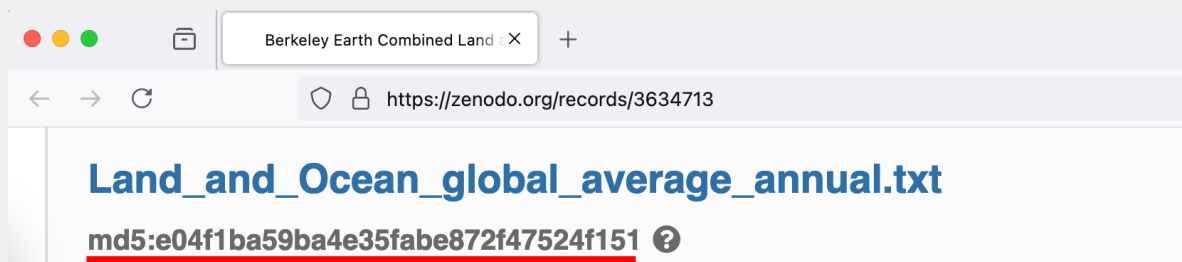 Berkeley Earth Combined Land a
https://zenodo.org/records/3634713
Land_and_Ocean_global_average_annual.txt
md5:e04f1ba59ba4e35fabe872f47524f151 ?